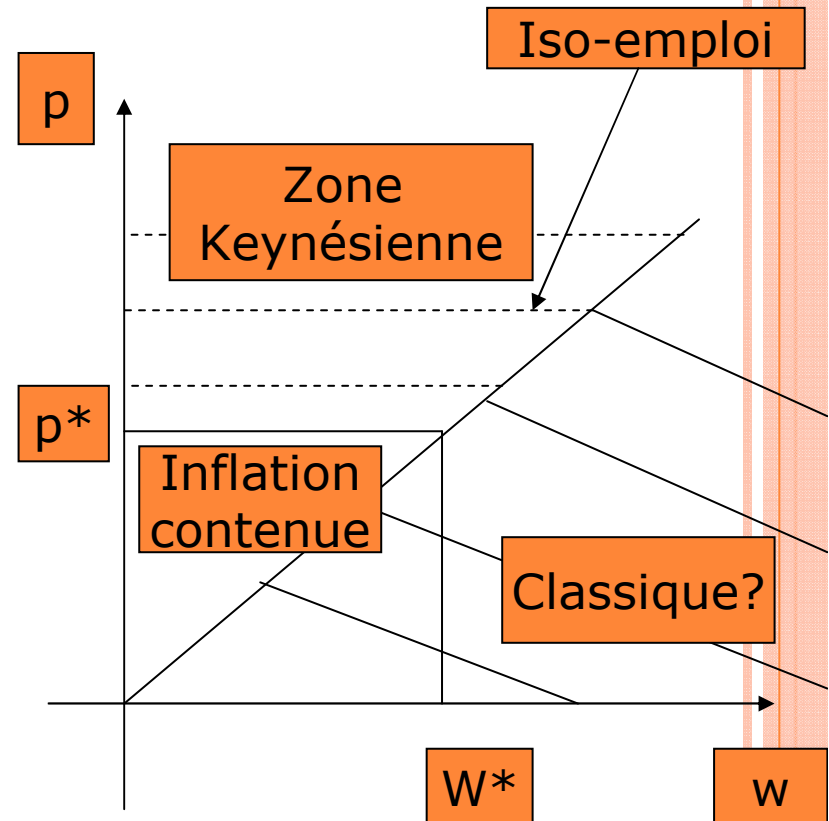 Iso-emploi
p
Zone
Keynésienne
p*
Inflation
contenue
Classique?
W*
w